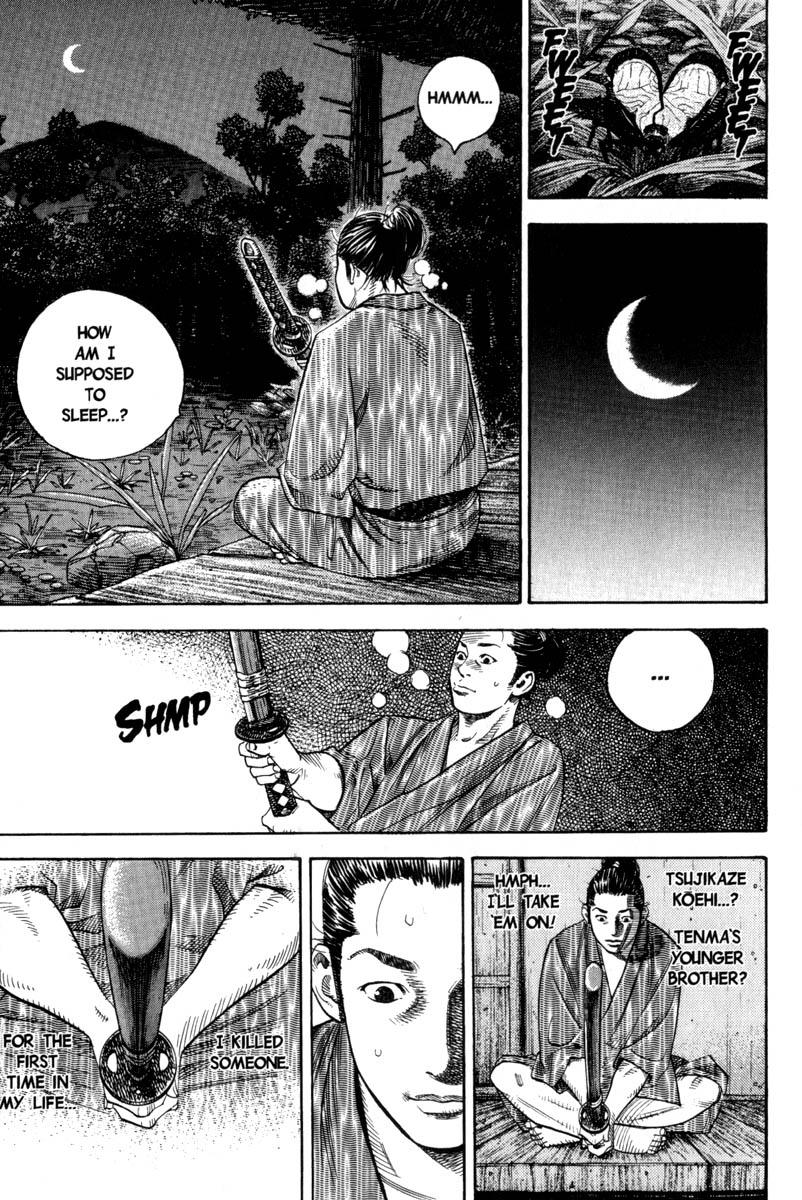 FWEET
FWEET
HMMM...
HOW
AM I
SUPPOSED
TO
SLEEP...?
...
SHMP
TSUJIKAZE
KOEHI...?
TENMA'S
YOUNGER
BROTHER?
HMPH...
I'LL TAKE
'EM ON!
I KILLED
SOMEONE.
FOR THE
FIRST
TIME IN
MY LIFE...